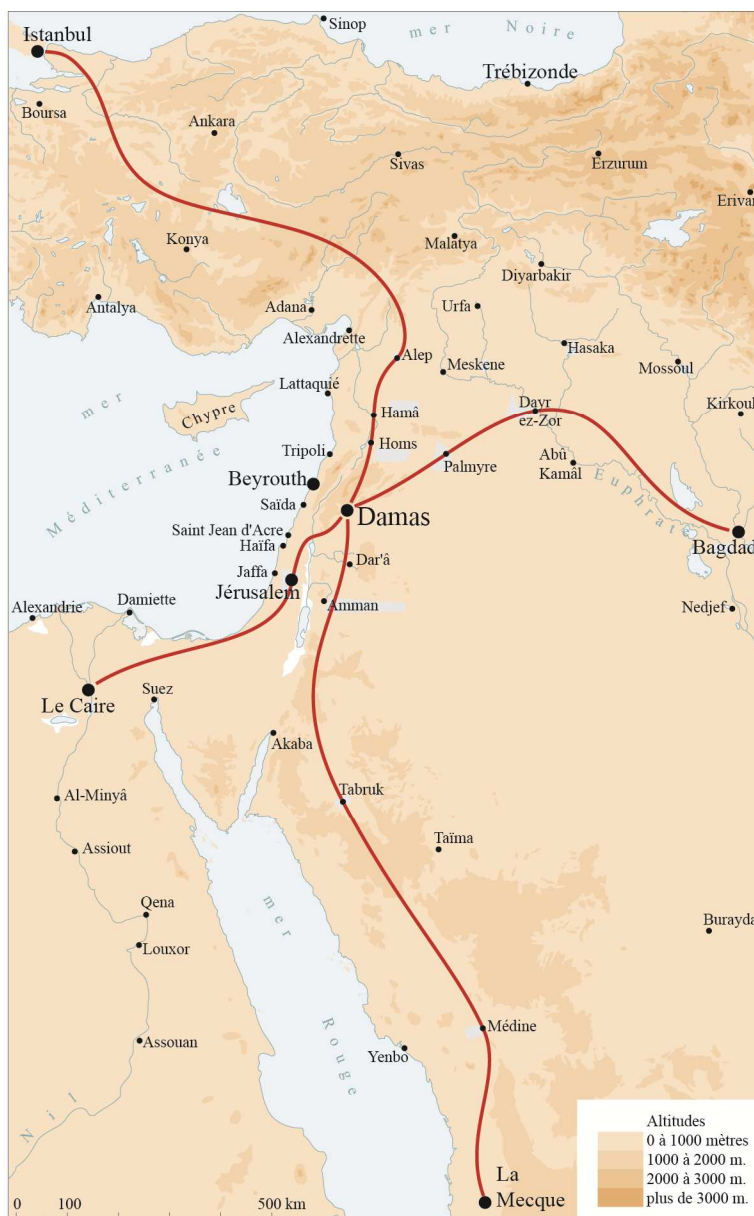 Sinop
Istanbul
mer Noire
Trébizonde
Boursa
Ankara
Sivas
Erzurum
Erivan
Konya
Malatya
Diyarbakir
Antalya
Adana
Urfa
Alexandrette
Alep
Hasaka
Meskene
Mossoul
Lattaquié
Chypre
Hamâ
Dayr
ez-Zor
Kirkouk
mer
Méditerranée
Tripoli
Homs
Palmyre
Abû
Kamâl
Beyrouth
Saïda
Damas
Euphrate
Saint Jean d'Acre
Haïfa
Bagdad
Jaffa
Dar'â
Jérusalem
Amman
Alexandrie
Damiette
Nedjef
Le Caire
Suez
Akaba
Al-Minyâ
Tabruk
Assiout
Taïma
Qena
mer
Rouge
Burayda
Louxor
Médine
Assouan
Yenbo
Nil
La
Mecque
Altitudes
0 à 1000 mètres
1000 à 2000 m.
2000 à 3000 m.
plus de 3000 m.
0 100 500 km